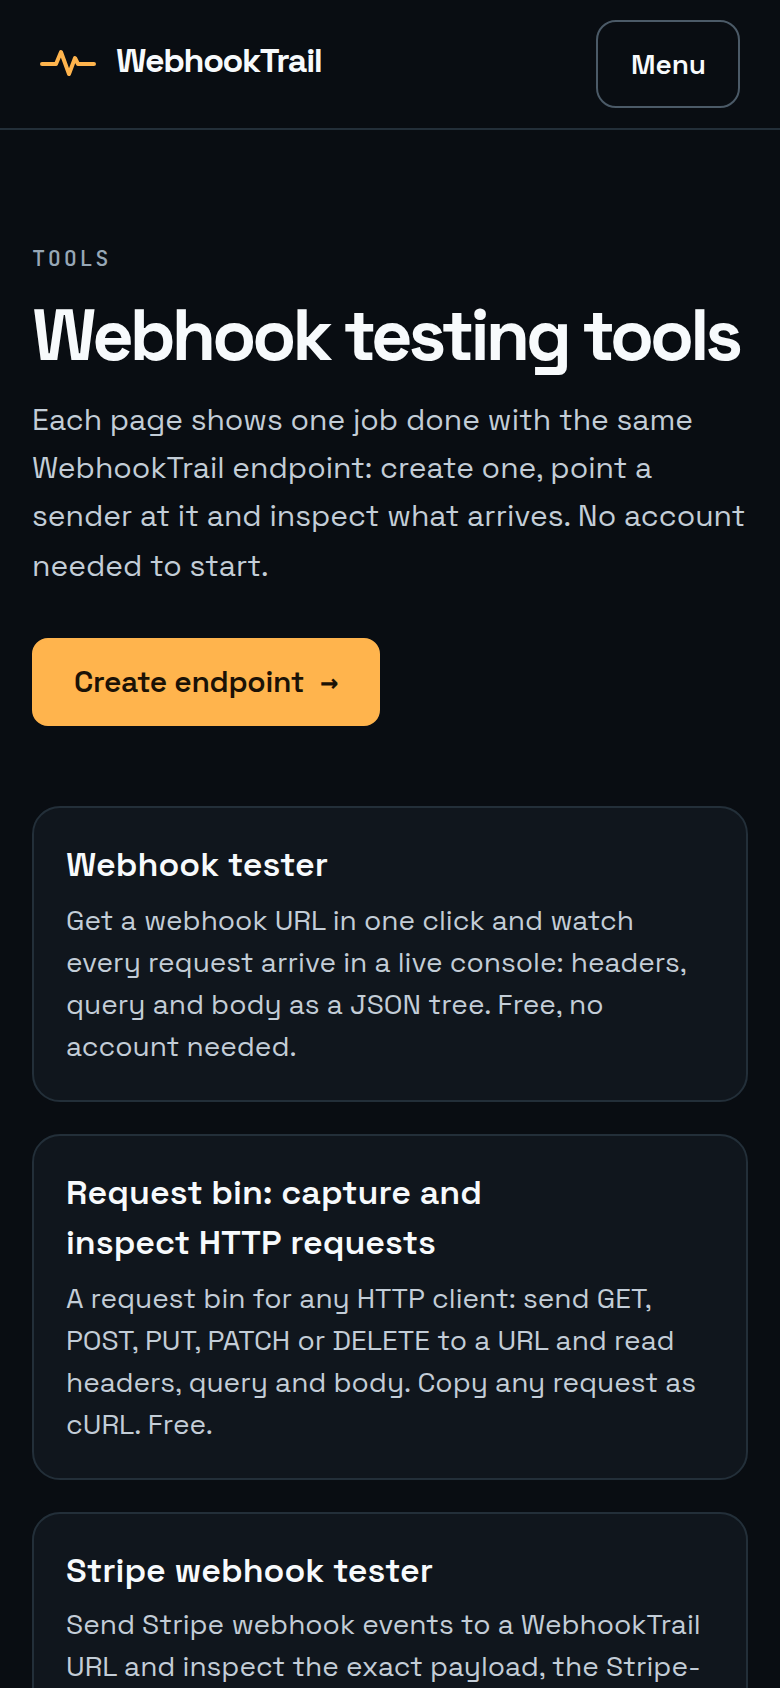 WebhookTrail
Menu
TOOLS
Webhook testing tools
Each page shows one job done with the same
WebhookTrail endpoint: create one, point a
sender at it and inspect what arrives. No account
needed to start.
Create endpoint →
Webhook tester
Get a webhook URL in one click and watch
every request arrive in a live console: headers,
query and body as a JSON tree. Free, no
account needed.
Request bin: capture and
inspect HTTP requests
A request bin for any HTTP client: send GET,
POST, PUT, PATCH or DELETE to a URL and read
headers, query and body. Copy any request as
cURL. Free.
Stripe webhook tester
Send Stripe webhook events to a WebhookTrail
URL and inspect the exact payload, the Stripe-